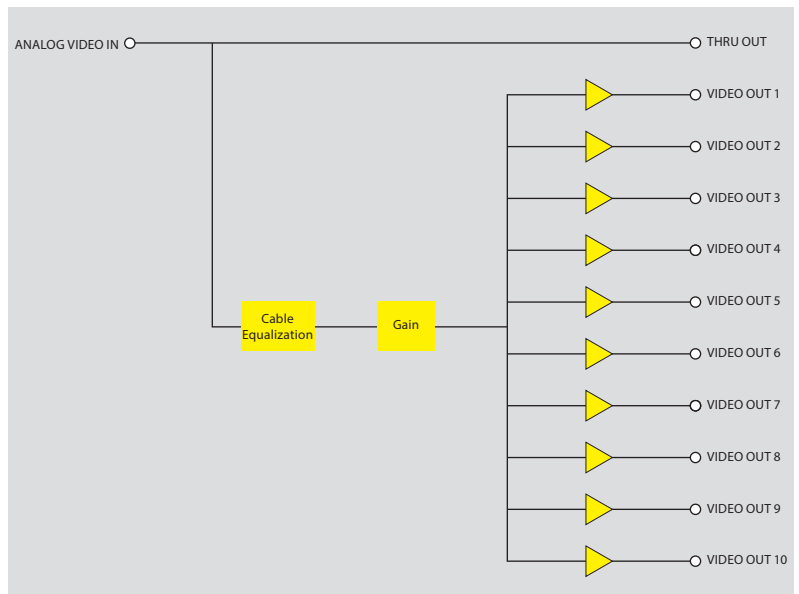 ANALOG VIDEO IN
THRU OUT
VIDEO OUT 1
VIDEO OUT 2
VIDEO OUT 3
VIDEO OUT 4
VIDEO OUT 5
Cable
Equalization
Gain
VIDEO OUT 6
VIDEO OUT 7
VIDEO OUT 8
VIDEO OUT 9
VIDEO OUT 10